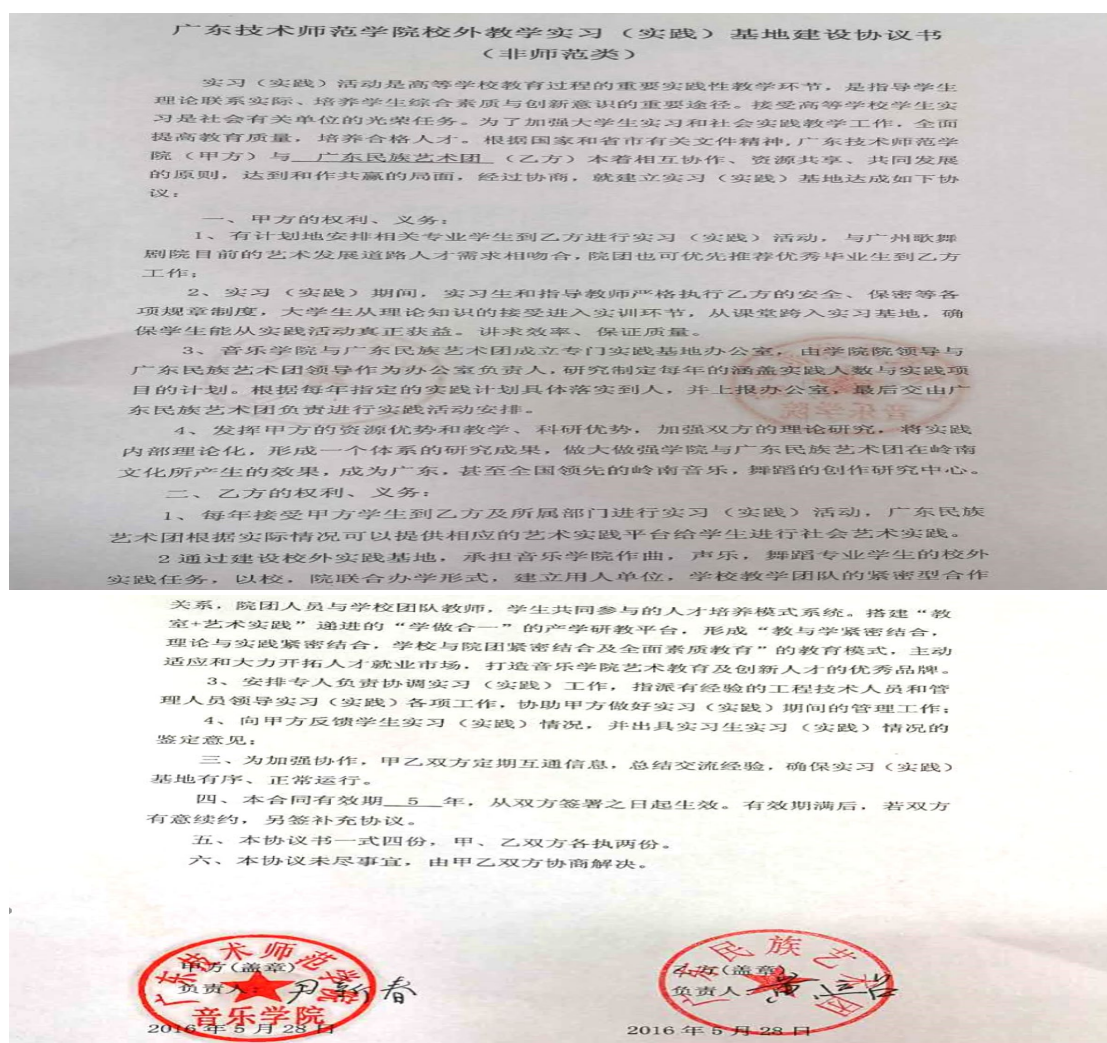 广东技术师范学院校外教学实习（实践）基地建设协议书
（非师范类）
实习（实践）活动是高等学校教育过程的重要实践性教学环节，是指导学生
理论联系实际、培养学生综合素质与创新意识的重要途径。接受高等学校学生实
习是社会有关单位的光荣任务。为了加强大学生实习和社会实践教学工作，全面
提高教育质量，培养合格人才。根据国家和省市有关文件精神，广东技术师范学
院（甲方）与 广东民族艺术团 （乙方）本着相互协作、资源共享、共同发展
的原则，达到和作共赢的局面，经过协商，就建立实习（实践）基地达成如下协
议：
一、甲方的权利、义务：
1、有计划地安排相关专业学生到乙方进行实习（实践）活动，与广州歌舞
剧院目前的艺术发展道路人才需求相吻合，院团也可优先推荐优秀毕业生到乙方
工作；
2、实习（实践）期间，实习生和指导教师严格执行乙方的安全、保密等各
项规章制度，大学生从理论知识的接受进入实训环节，从课堂跨入实习基地，确
保学生能从实践活动真正获益。讲求效率、保证质量。
3、音乐学院与广东民族艺术团成立专门实践基地办公室，由学院院领导与
广东民族艺术团领导作为办公室负责人，研究制定每年的涵盖实践人数与实践项
目的计划。根据每年指定的实践计划具体落实到人，并上报办公室，最后交由广
东民族艺术团负责进行实践活动安排。
4、发挥甲方的资源优势和教学、科研优势，加强双方的理论研究，将实践
内部理论化，形成一个体系的研究成果，做大做强学院与广东民族艺术团在岭南
文化所产生的效果，成为广东，甚至全国领先的岭南音乐，舞蹈的创作研究中心。
二、乙方的权利、义务：
1、每年接受甲方学生到乙方及所属部门进行实习（实践）活动，广东民族
艺术团根据实际情况可以提供相应的艺术实践平台给学生进行社会艺术实践。
2 通过建设校外实践基地，承担音乐学院作曲，声乐，舞蹈专业学生的校外
实践任务，以校，院联合办学形式，建立用人单位，学校教学团队的紧密型合作
关系，院团人员与学校团队教师，学生共同参与的人才培养模式系统。搭建“教
室+艺术实践”递进的“学做合一”的产学研教平台，形成“教与学紧密结合，
理论与实践紧密结合，学校与院团紧密结合及全面素质教育”的教育模式，主动
适应和大力开拓人才就业市场，打造音乐学院艺术教育及创新人才的优秀品牌。
3、安排专人负责协调实习（实践）工作，指派有经验的工程技术人员和管
理人员领导实习（实践）各项工作，协助甲方做好实习（实践）期间的管理工作；
4、向甲方反馈学生实习（实践）情况，并出具实习生实习（实践）情况的
鉴定意见；
三、为加强协作，甲乙双方定期互通信息，总结交流经验，确保实习（实践）
基地有序、正常运行。
四、本合同有效期 5 年，从双方签署之日起生效。有效期满后，若双方
有意续约，另签补充协议。
五、本协议书一式四份，甲、乙双方各执两份。
六、本协议未尽事宜，由甲乙双方协商解决。
广东技术师范学院
甲方(盖章)
负责人：尹新春
音乐学院
2016 年 5 月 28 日
广东民族艺术团
乙方(盖章)
负责人：
2016 年 5 月 28 日